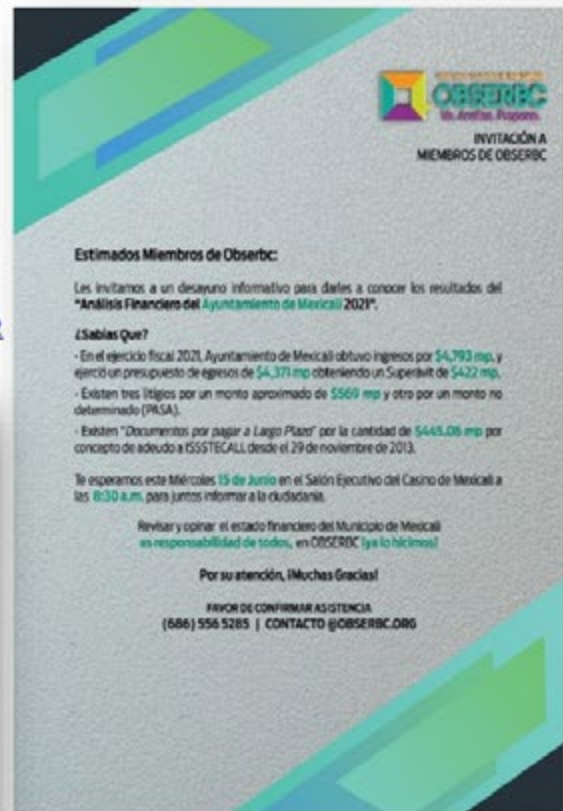 OBSERBC
Ve. Analiza. Propone.
INVITACIÓN A
MIEMBROS DE OBSERBC
Estimados Miembros de Obserbc:
Les invitamos a un desayuno informativo para darles a conocer los resultados del
"Análisis Financiero del Ayuntamiento de Mexicali 2021".
¿Sabías Que?
- En el ejercicio fiscal 2021, Ayuntamiento de Mexicali obtuvo ingresos por $4,793 mp, y
ejerció un presupuesto de egresos de $4,371 mp obteniendo un Superávit de $422 mp.
- Existen tres litigios por un monto aproximado de $569 mp y otro por un monto no
determinado (PASA).
- Existen "Documentos por pagar a Largo Plazo" por la cantidad de $445.06 mp por
concepto de adeudo a ISSSTECALI, desde el 29 de noviembre de 2013.
Te esperamos este Miércoles 15 de Junio en el Salón Ejecutivo del Casino de Mexicali a
las 8:30 a.m. para juntos informar a la ciudadanía.
Revisar y opinar el estado financiero del Municipio de Mexicali
es responsabilidad de todos, en OBSERBC ¡ya lo hicimos!
Por su atención, ¡Muchas Gracias!
FAVOR DE CONFIRMAR ASISTENCIA
(686) 556 5285 | CONTACTO@OBSERBC.ORG